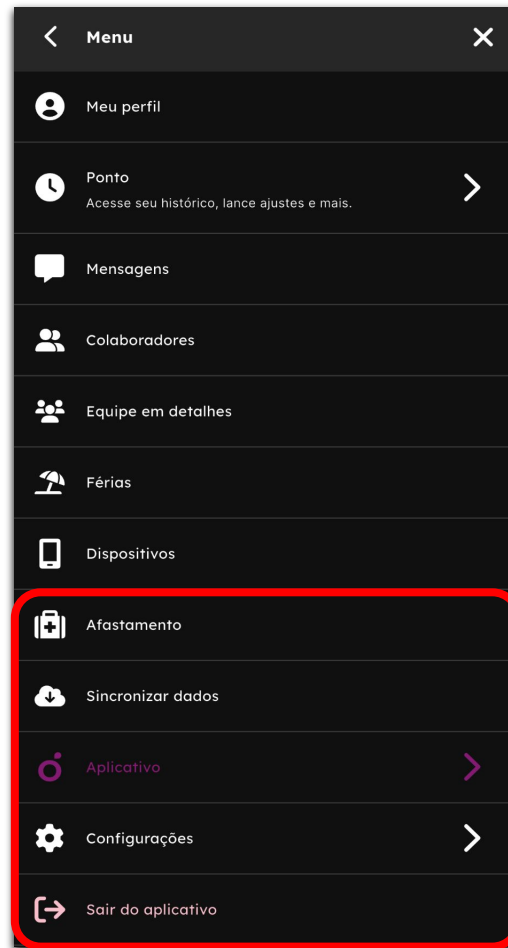 Menu
Meu perfil
Ponto
Acesse seu histórico, lance ajustes e mais.
Mensagens
Colaboradores
Equipe em detalhes
Férias
Dispositivos
Afastamento
Sincronizar dados
Aplicativo
Configurações
Sair do aplicativo